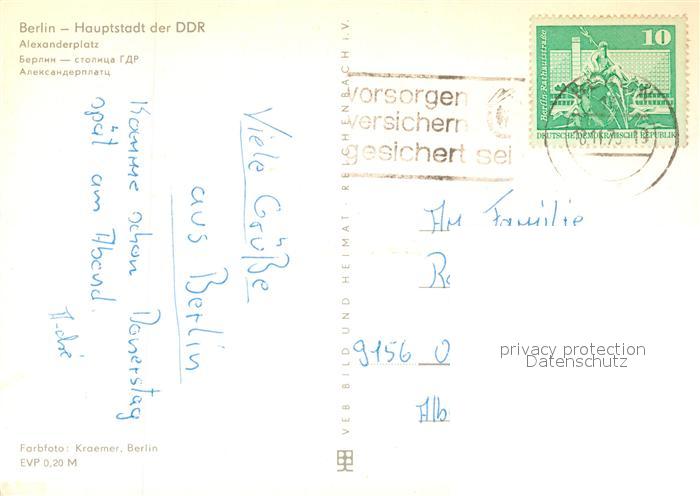 Berlin – Hauptstadt der DDR
Alexanderplatz
Берлин — столица ГДР
Александерплатц
Viele Grüße
aus Berlin
Komme schon Donerstag
spät am Abend.
VEB BILD UND HEIMAT · REICHENBACH i.V.
vorsorgen
versichern
gesichert sei
10
Berlin, Rathausstraße
DEUTSCHE DEMOKRATISCHE REPUBLIK
An Familie
9156 O
privacy protection
Datenschutz
Farbfoto: Kraemer, Berlin
EVP 0,20 M